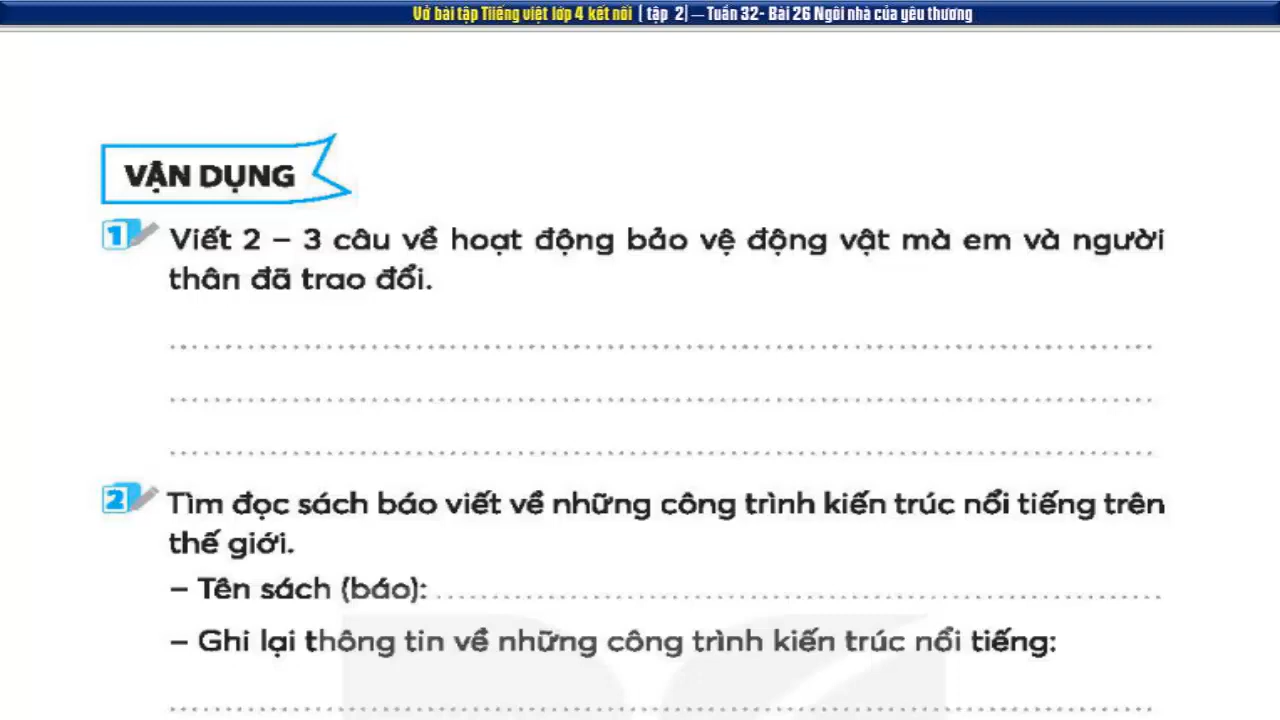 Vở bài tập Tiiếng việt lớp 4 kết nối ( tập 2) – Tuần 32- Bài 26 Ngôi nhà của yêu thương
VẬN DỤNG
1 Viết 2 – 3 câu về hoạt động bảo vệ động vật mà em và người
thân đã trao đổi.
2 Tìm đọc sách báo viết về những công trình kiến trúc nổi tiếng trên
thế giới.
– Tên sách (báo):
– Ghi lại thông tin về những công trình kiến trúc nổi tiếng: